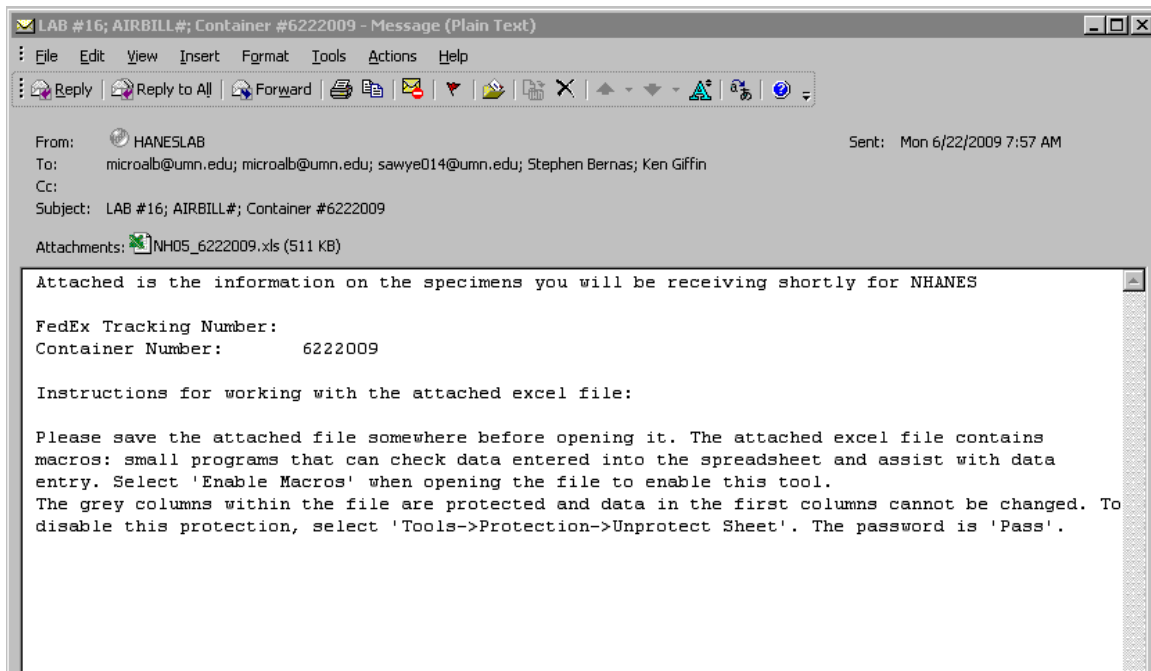 LAB #16; AIRBILL#; Container #6222009 - Message (Plain Text)
File Edit View Insert Format Tools Actions Help
Reply Reply to All Forward
From: HANESLAB Sent: Mon 6/22/2009 7:57 AM
To: microalb@umn.edu; microalb@umn.edu; sawye014@umn.edu; Stephen Bernas; Ken Giffin
Cc:
Subject: LAB #16; AIRBILL#; Container #6222009
Attachments: NH05_6222009.xls (511 KB)
Attached is the information on the specimens you will be receiving shortly for NHANES
FedEx Tracking Number:
Container Number: 6222009
Instructions for working with the attached excel file:
Please save the attached file somewhere before opening it. The attached excel file contains
macros: small programs that can check data entered into the spreadsheet and assist with data
entry. Select 'Enable Macros' when opening the file to enable this tool.
The grey columns within the file are protected and data in the first columns cannot be changed. To
disable this protection, select 'Tools->Protection->Unprotect Sheet'. The password is 'Pass'.